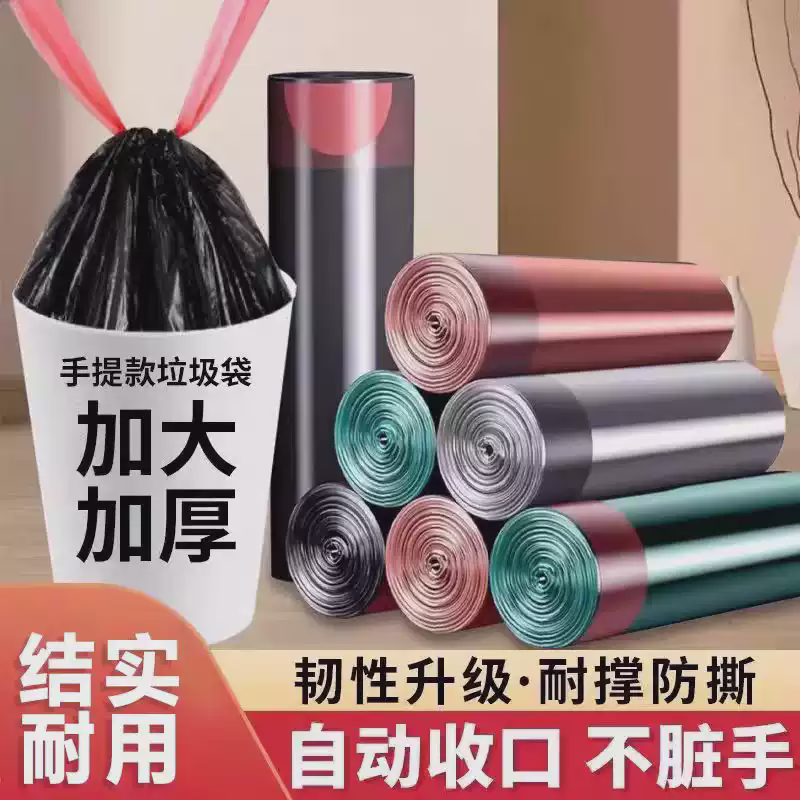 手提款垃圾袋
加大
加厚
结实
耐用
韧性升级·耐撑防撕
自动收口 不脏手